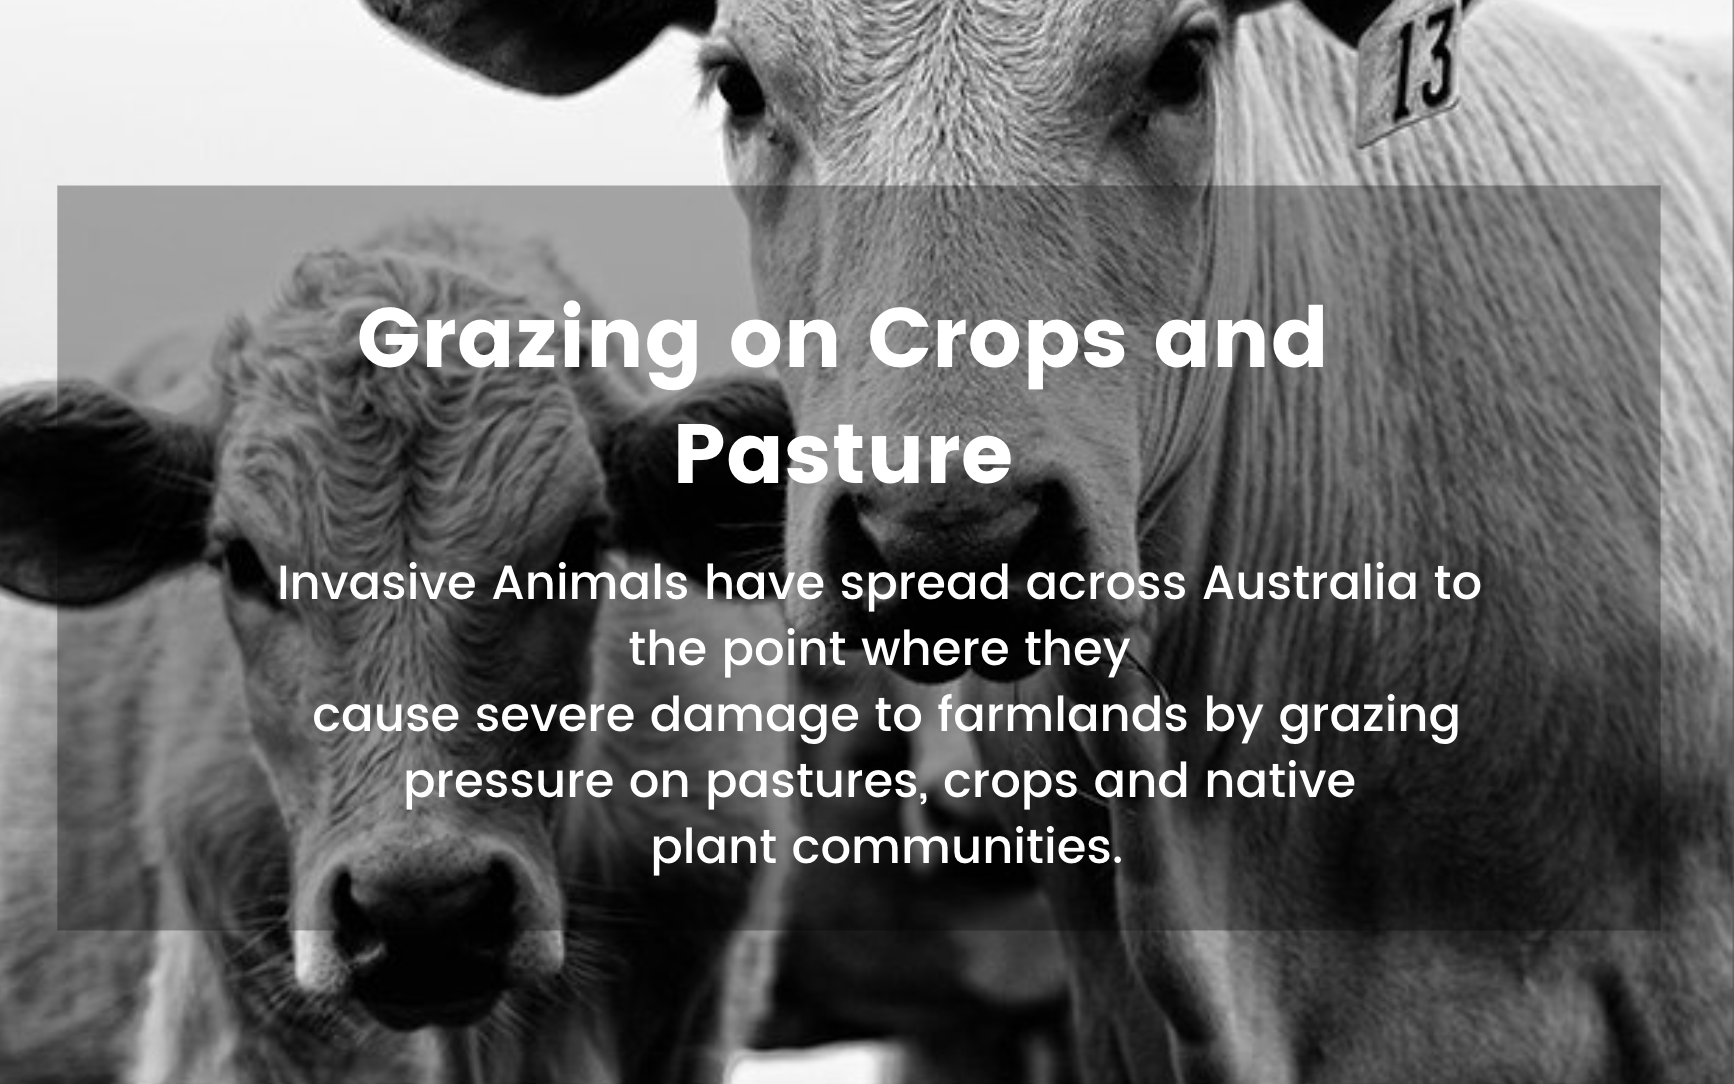 13
Grazing on Crops and
Pasture
Invasive Animals have spread across Australia to
the point where they
cause severe damage to farmlands by grazing
pressure on pastures, crops and native
plant communities.